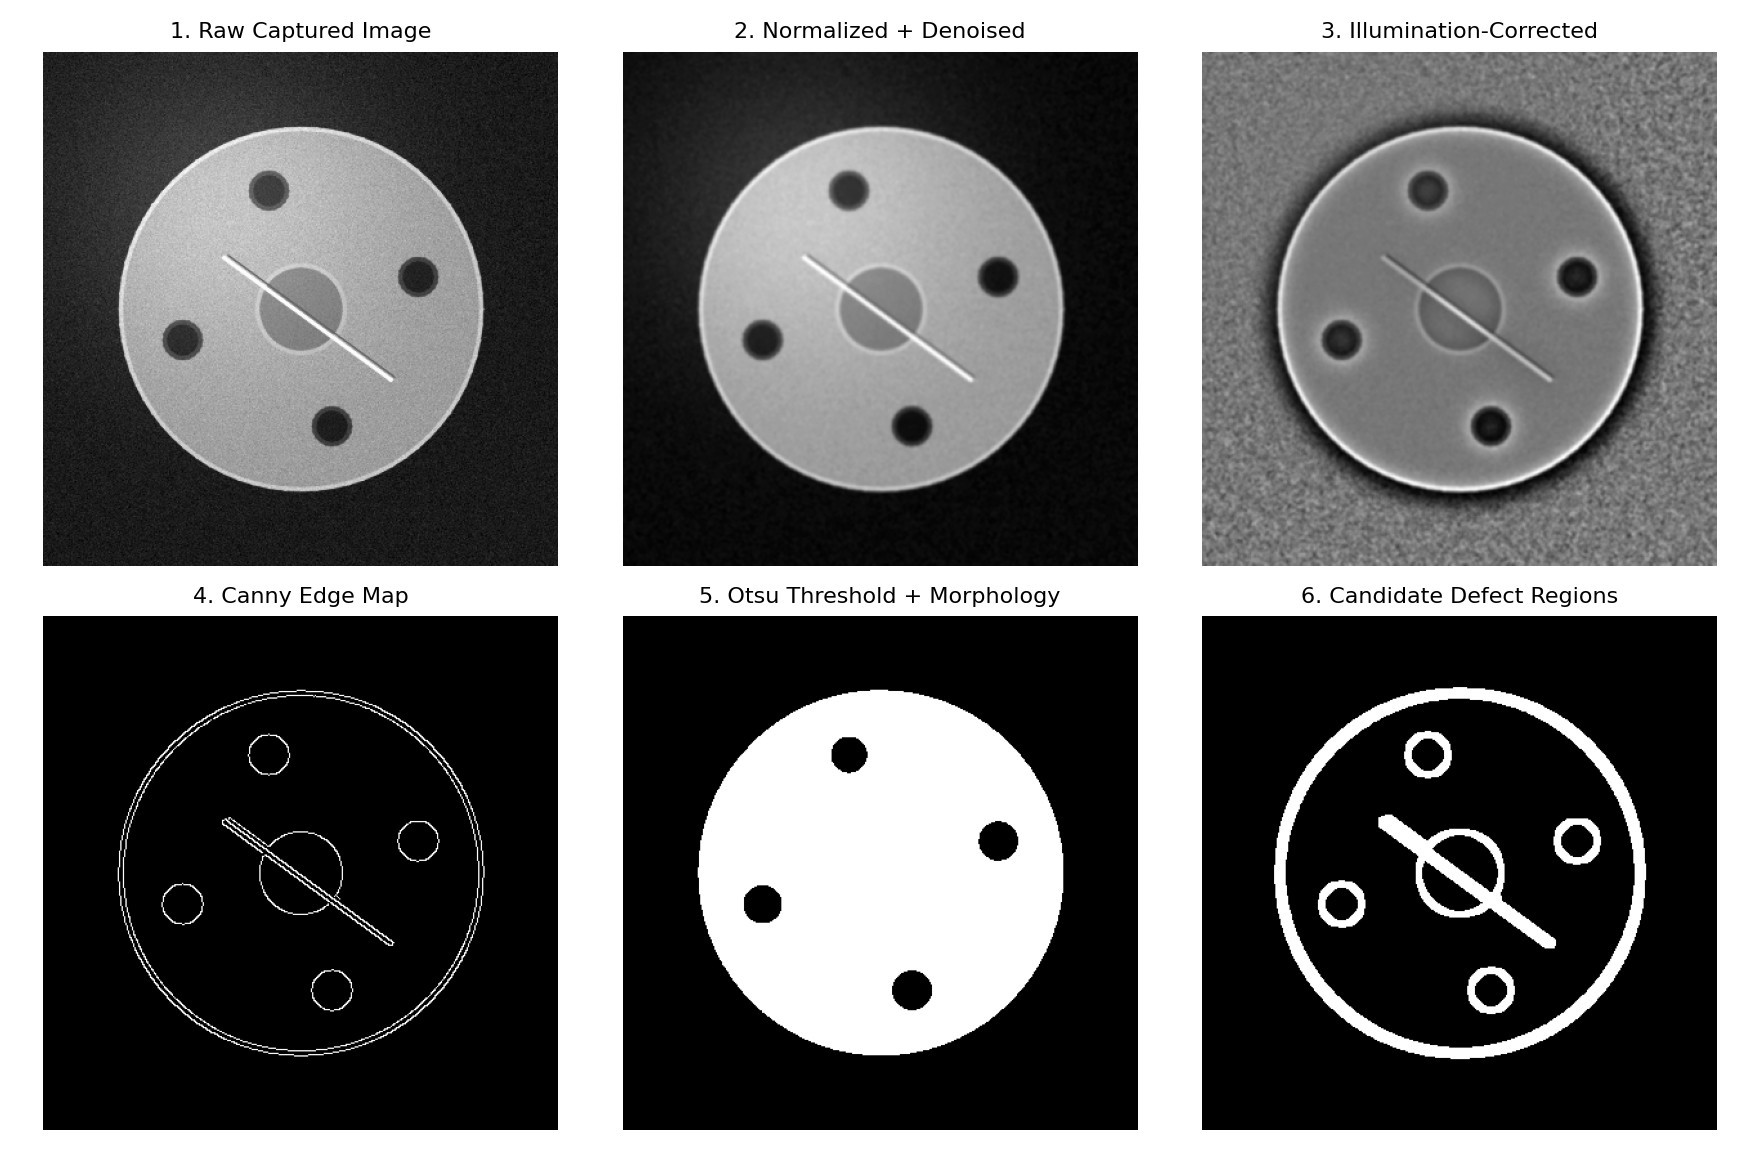 1. Raw Captured Image
2. Normalized + Denoised
3. Illumination-Corrected
4. Canny Edge Map
5. Otsu Threshold + Morphology
6. Candidate Defect Regions